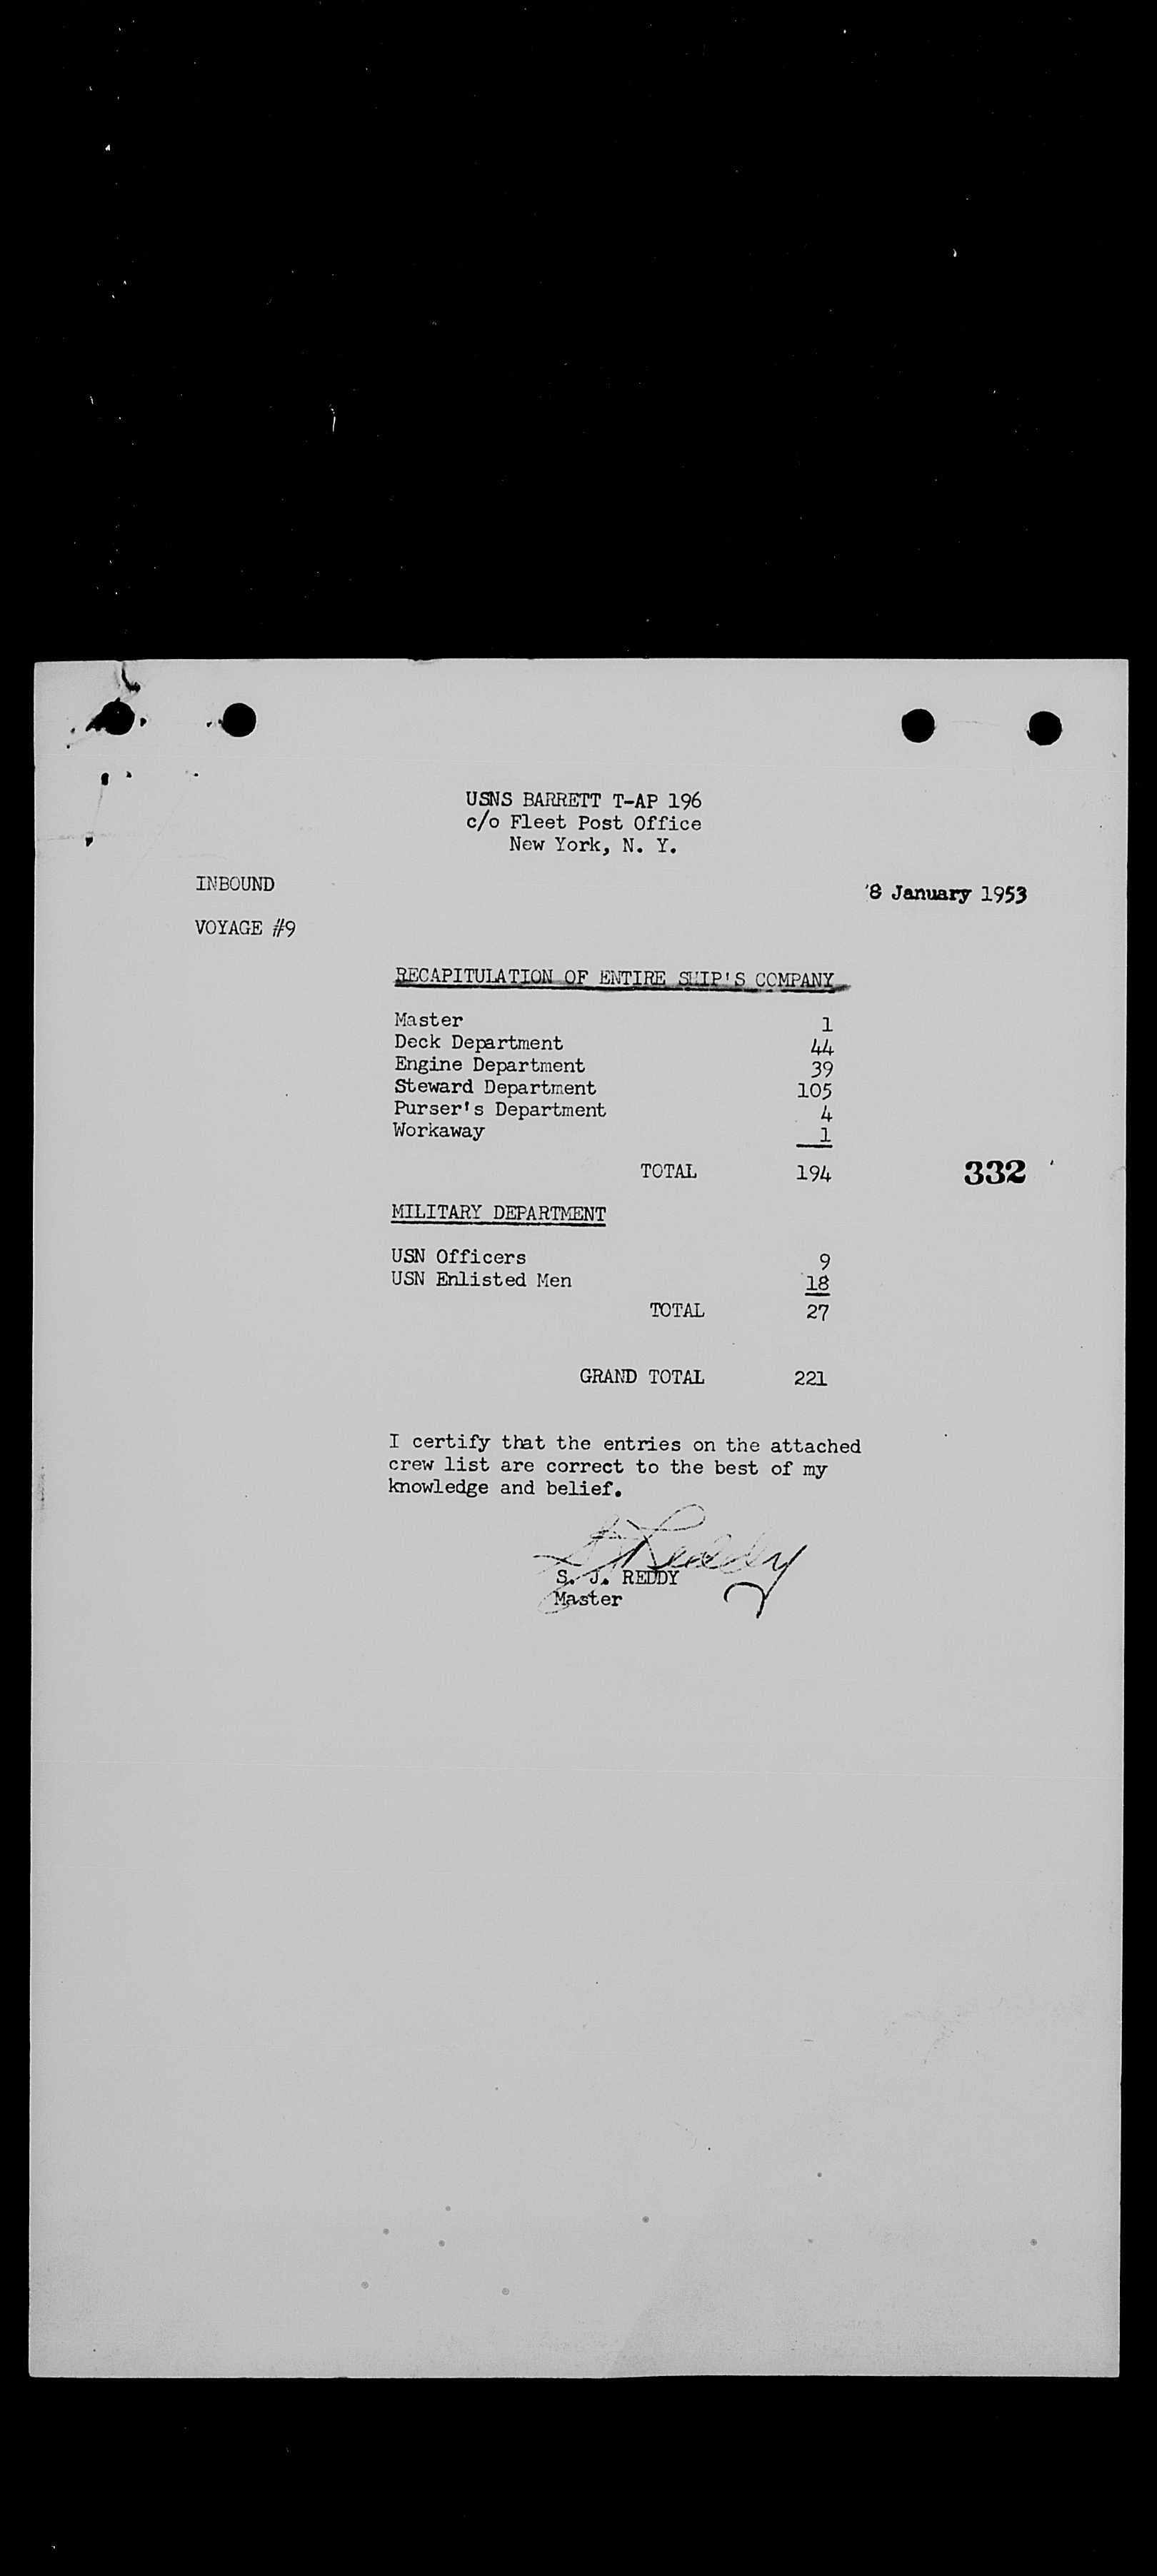 USNS BARRETT T-AP 196
c/o Fleet Post Office
New York, N. Y.
INBOUND
8 January 1953
VOYAGE #9
RECAPITULATION OF ENTIRE SHIP'S COMPANY
Master 1
Deck Department 44
Engine Department 39
Steward Department 105
Purser's Department 4
Workaway 1
TOTAL 194
332
MILITARY DEPARTMENT
USN Officers 9
USN Enlisted Men 18
TOTAL 27
GRAND TOTAL 221
I certify that the entries on the attached
crew list are correct to the best of my
knowledge and belief.
S J Reddy
S. J. REDDY
Master